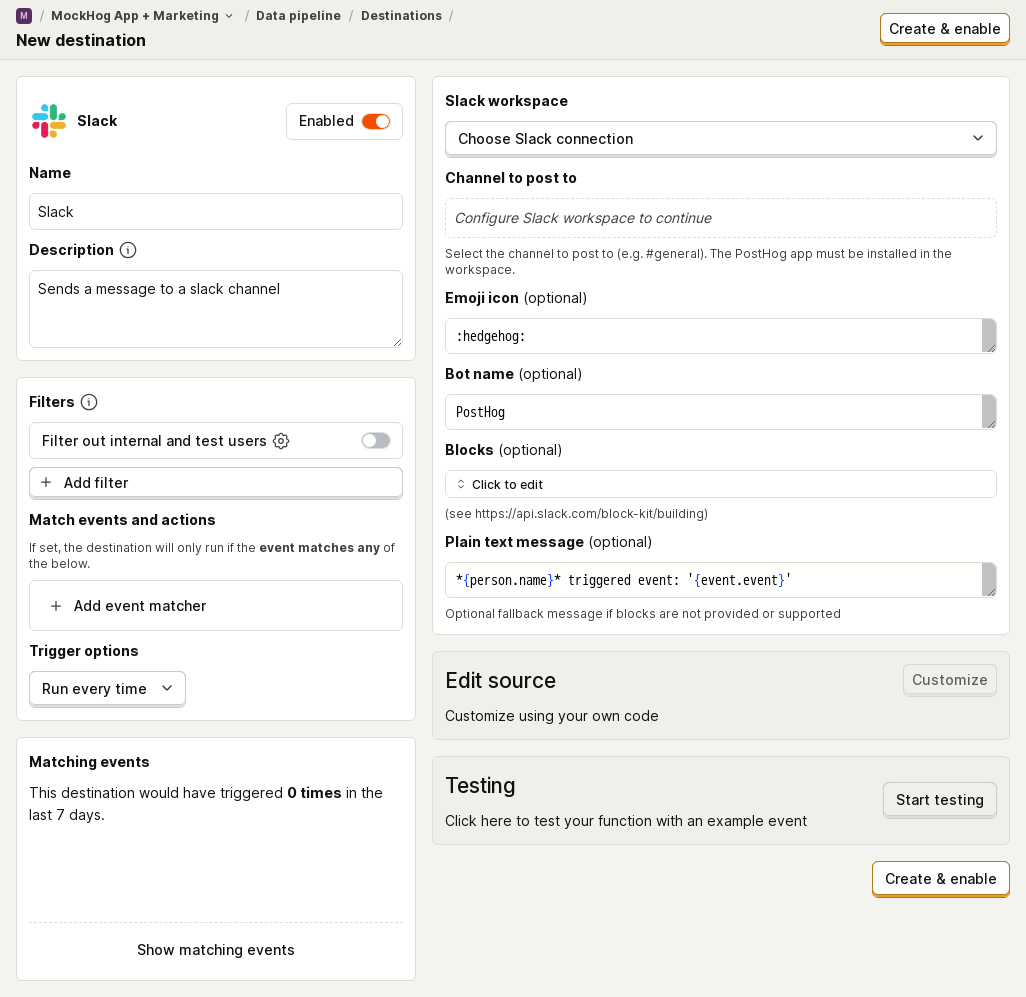 M / MockHog App + Marketing / Data pipeline / Destinations /
New destination
Create & enable
Slack
Enabled
Name
Slack
Description
Sends a message to a slack channel
Filters
Filter out internal and test users
+ Add filter
Match events and actions
If set, the destination will only run if the event matches any of
the below.
+ Add event matcher
Trigger options
Run every time
Matching events
This destination would have triggered 0 times in the
last 7 days.
Show matching events
Slack workspace
Choose Slack connection
Channel to post to
Configure Slack workspace to continue
Select the channel to post to (e.g. #general). The PostHog app must be installed in the
workspace.
Emoji icon (optional)
:hedgehog:
Bot name (optional)
PostHog
Blocks (optional)
Click to edit
(see https://api.slack.com/block-kit/building)
Plain text message (optional)
*{person.name}* triggered event: '{event.event}'
Optional fallback message if blocks are not provided or supported
Edit source
Customize
Customize using your own code
Testing
Start testing
Click here to test your function with an example event
Create & enable